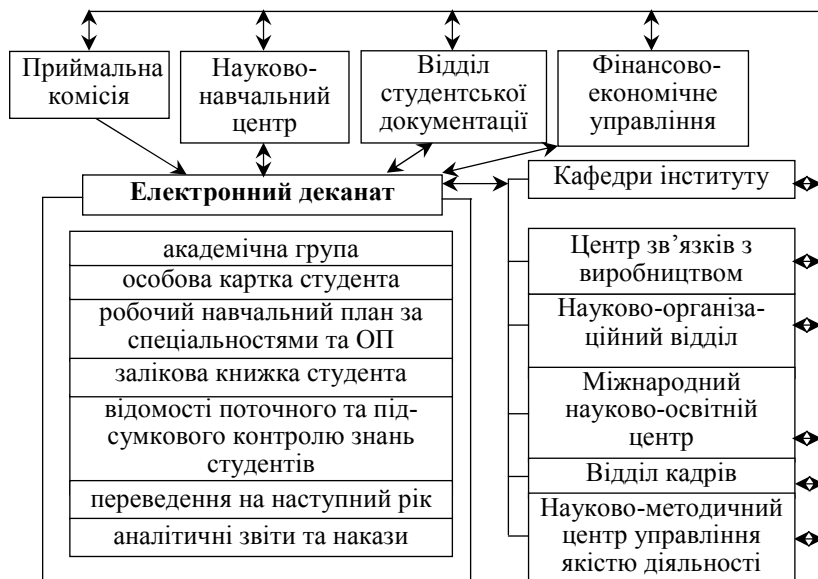 Приймальна
комісія
Науково-
навчальний
центр
Відділ
студентської
документації
Фінансово-
економічне
управління
Електронний деканат
академічна група
особова картка студента
робочий навчальний план за
спеціальностями та ОП
залікова книжка студента
відомості поточного та під-
сумкового контролю знань
студентів
переведення на наступний рік
аналітичні звіти та накази
Кафедри інституту
Центр зв’язків з
виробництвом
Науково-організа-
ційний відділ
Міжнародний
науково-освітній
центр
Відділ кадрів
Науково-методичний
центр управління
якістю діяльності